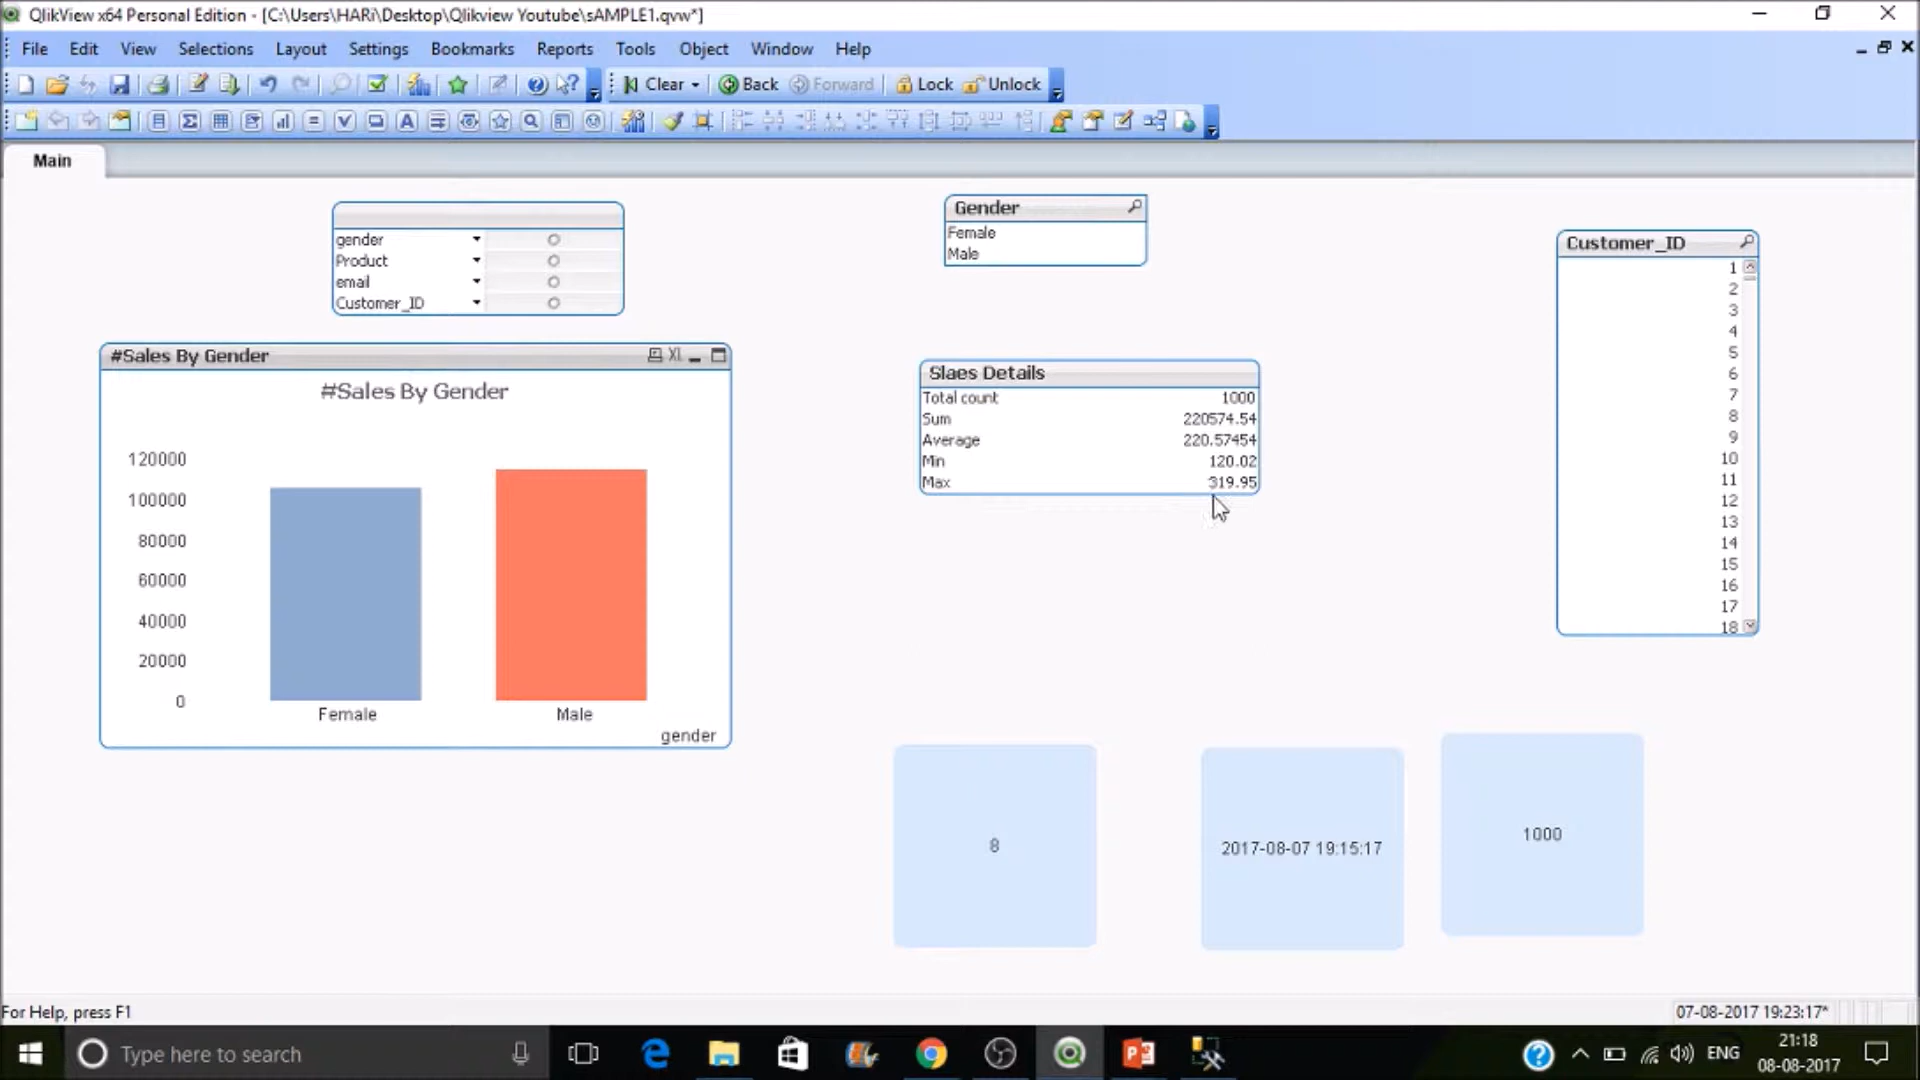 QlikView x64 Personal Edition - [C:\Users\HARi\Desktop\Qlikview Youtube\sAMPLE1.qvw*]
File Edit View Selections Layout Settings Bookmarks Reports Tools Object Window Help
Clear Back Forward Lock Unlock
Main
gender
Product
email
Customer_ID
Gender
Female
Male
Customer_ID
1
2
3
4
5
6
7
8
9
10
11
12
13
14
15
16
17
18
#Sales By Gender XL
#Sales By Gender
120000
100000
80000
60000
40000
20000
0
Female Male
gender
Slaes Details
Total count 1000
Sum 220574.54
Average 220.57454
Min 120.02
Max 319.95
8
2017-08-07 19:15:17
1000
For Help, press F1
07-08-2017 19:23:17*
Type here to search
ENG
21:18
08-08-2017